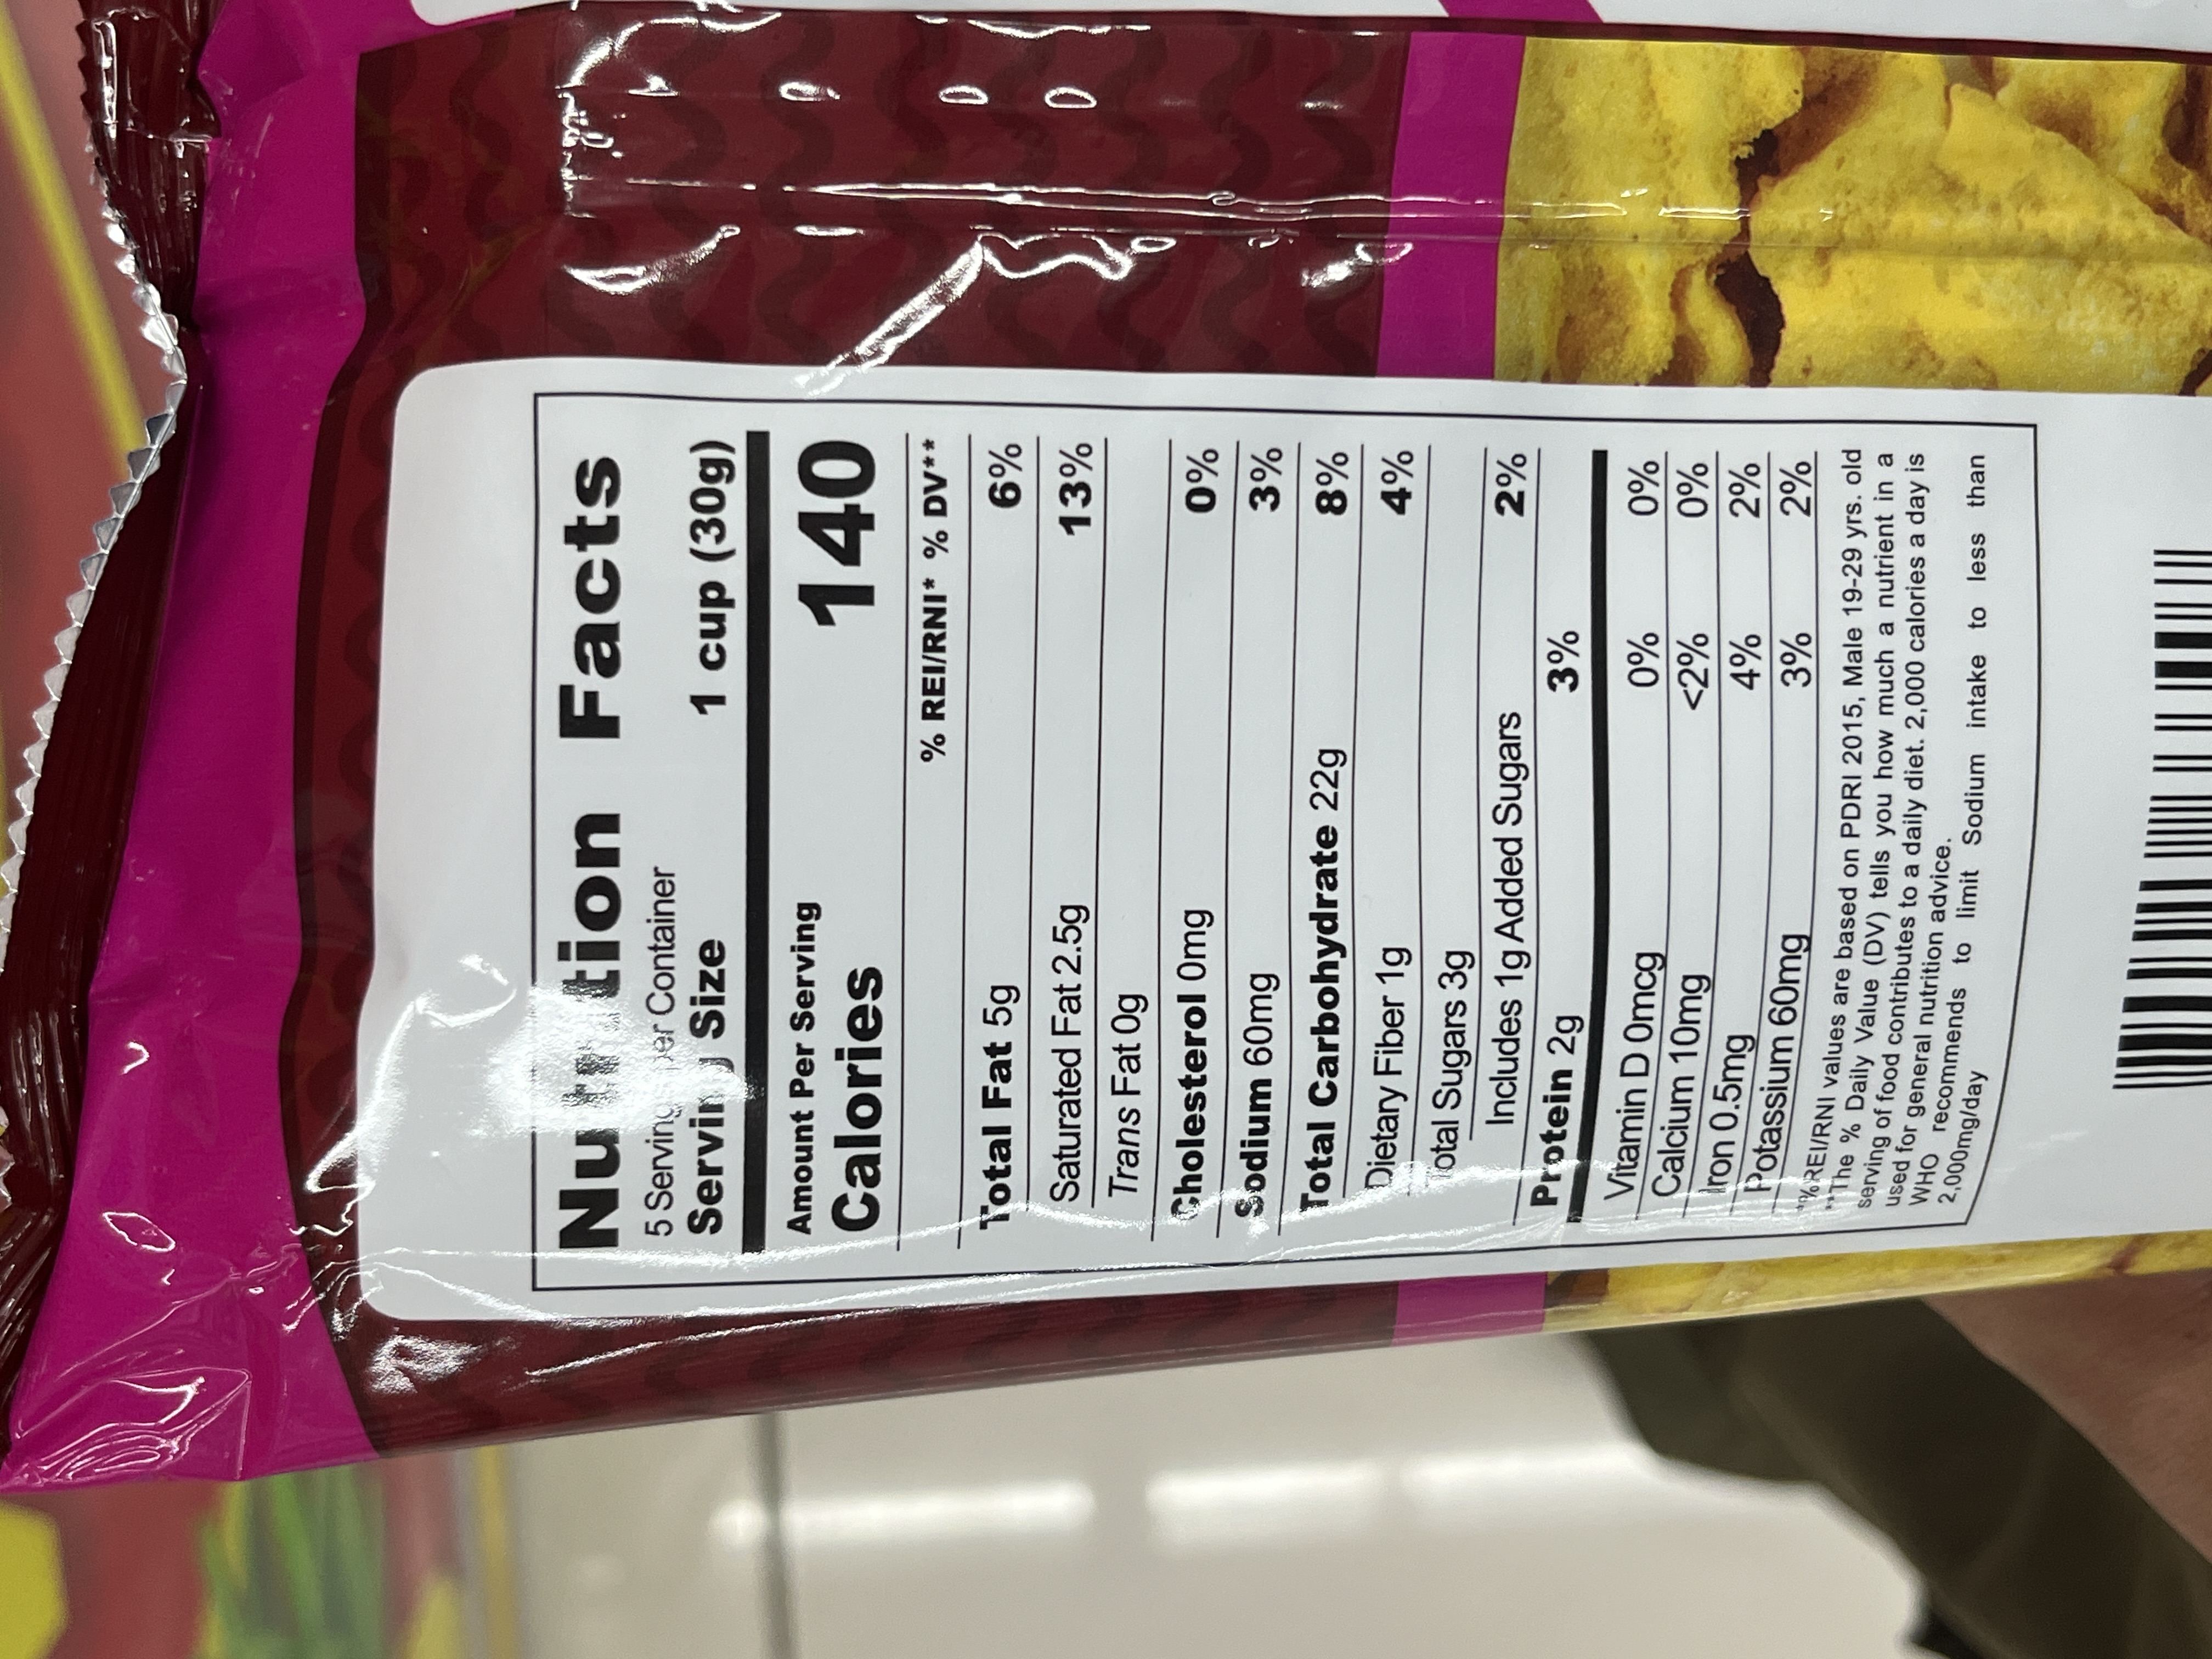 Nutrition Facts
5 Servings per Container
Serving Size 1 cup (30g)
Amount Per Serving
Calories 140
% REI/RNI* % DV**
Total Fat 5g 6%
Saturated Fat 2.5g 13%
Trans Fat 0g
Cholesterol 0mg 0%
Sodium 60mg 3%
Total Carbohydrate 22g 8%
Dietary Fiber 1g 4%
Total Sugars 3g
Includes 1g Added Sugars 2%
Protein 2g 3%
Vitamin D 0mcg 0% 0%
Calcium 10mg <2% 0%
Iron 0.5mg 4% 2%
Potassium 60mg 3% 2%
*%REI/RNI values are based on PDRI 2015, Male 19-29 yrs. old
**The % Daily Value (DV) tells you how much a nutrient in a
serving of food contributes to a daily diet. 2,000 calories a day is
used for general nutrition advice.
WHO recommends to limit Sodium intake to less than
2,000mg/day